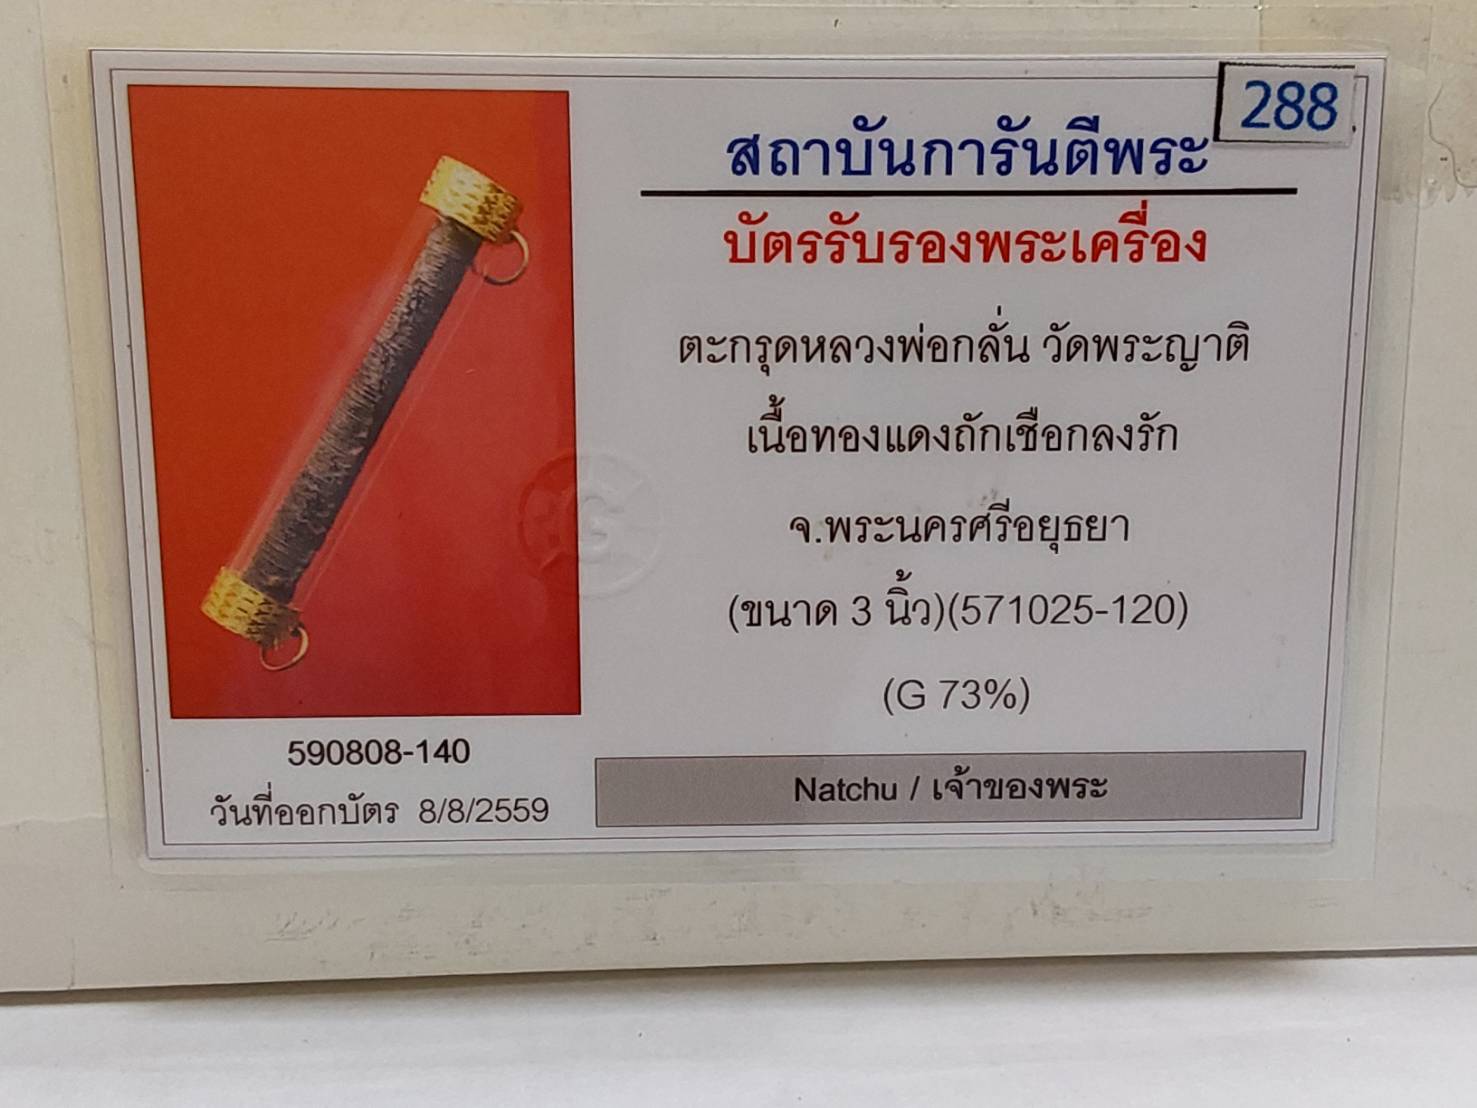 288
สถาบันการันตีพระ
บัตรรับรองพระเครื่อง
ตะกรุดหลวงพ่อกลั่น วัดพระญาติ
เนื้อทองแดงถักเชือกลงรัก
จ.พระนครศรีอยุธยา
(ขนาด 3 นิ้ว)(571025-120)
(G 73%)
Natchu / เจ้าของพระ
590808-140
วันที่ออกบัตร 8/8/2559
G